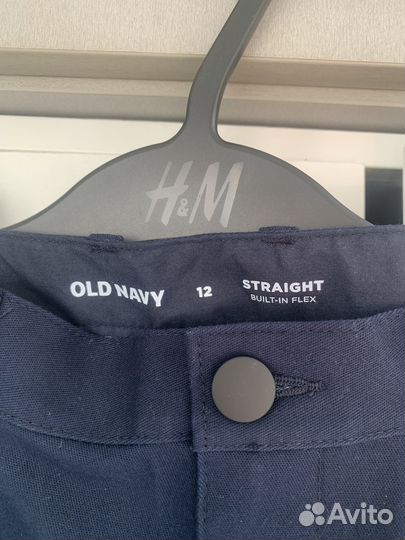 H&M
OLD NAVY 12 STRAIGHT
BUILT-IN FLEX
Avito